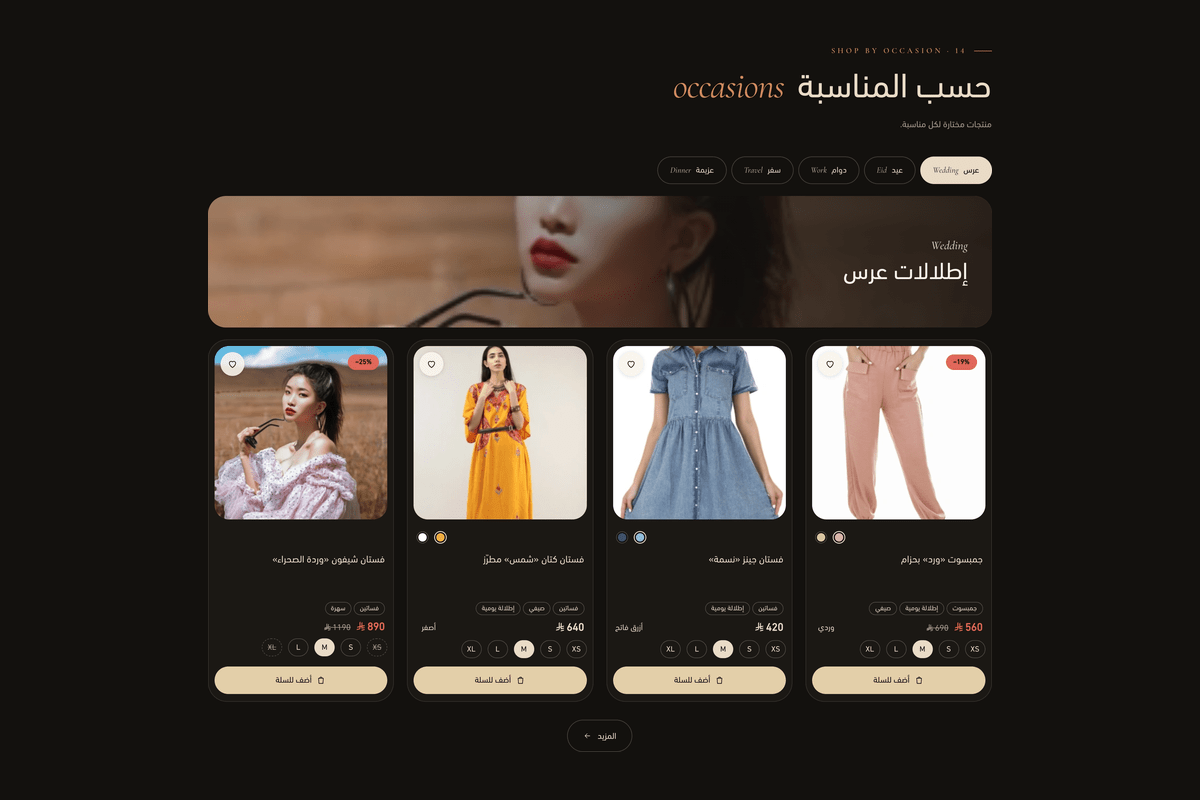 SHOP BY OCCASION · 14
حسب المناسبة occasions
منتجات مختارة لكل مناسبة.
عرس Wedding
عيد Eid
دوام Work
سفر Travel
عزيمة Dinner
Wedding
إطلالات عرس
−19%
جمبسوت «ورد» بحزام
جمبسوت إطلالة يومية صيفي
560 690 وردي
XS S M L XL
أضف للسلة
فستان جينز «نسمة»
فساتين إطلالة يومية
420 أزرق فاتح
XS S M L XL
أضف للسلة
فستان كتان «شمس» مطرّز
فساتين صيفي إطلالة يومية
640 أصفر
XS S M L XL
أضف للسلة
−25%
فستان شيفون «وردة الصحراء»
فساتين سهرة
890 1190
XS S M L XL
أضف للسلة
المزيد ←